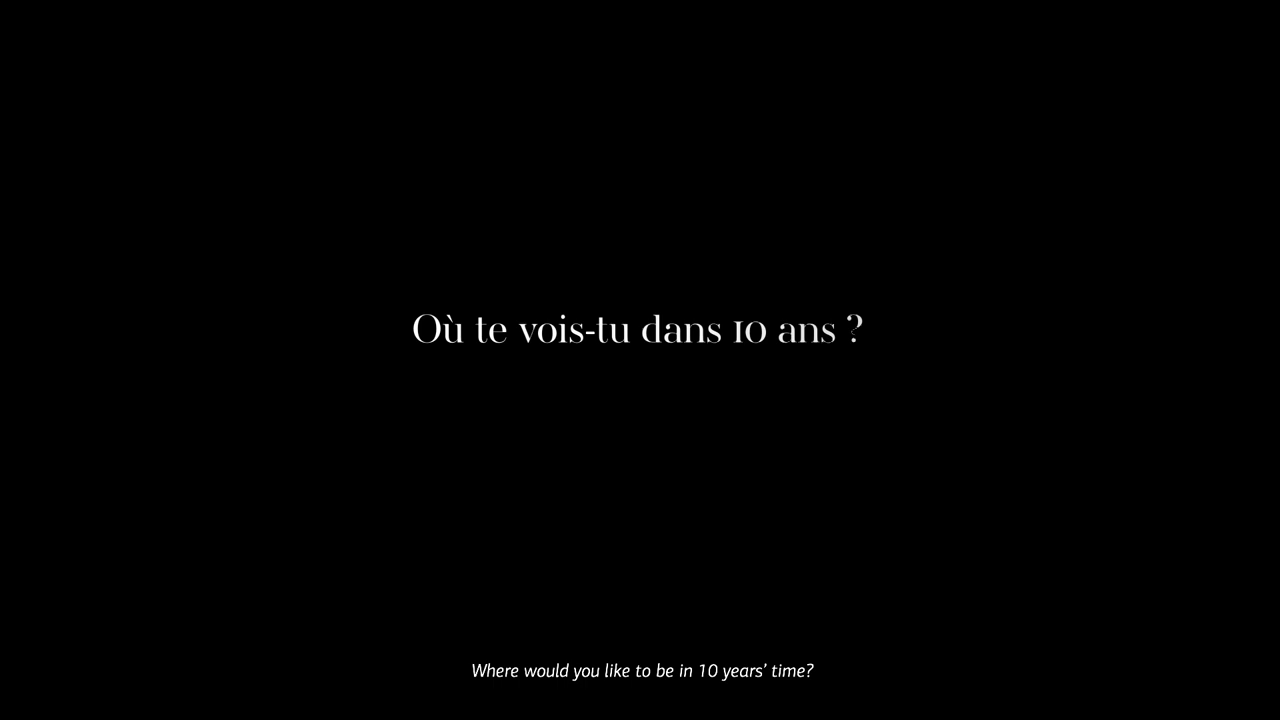 Où te vois-tu dans 10 ans ?
Where would you like to be in 10 years’ time?